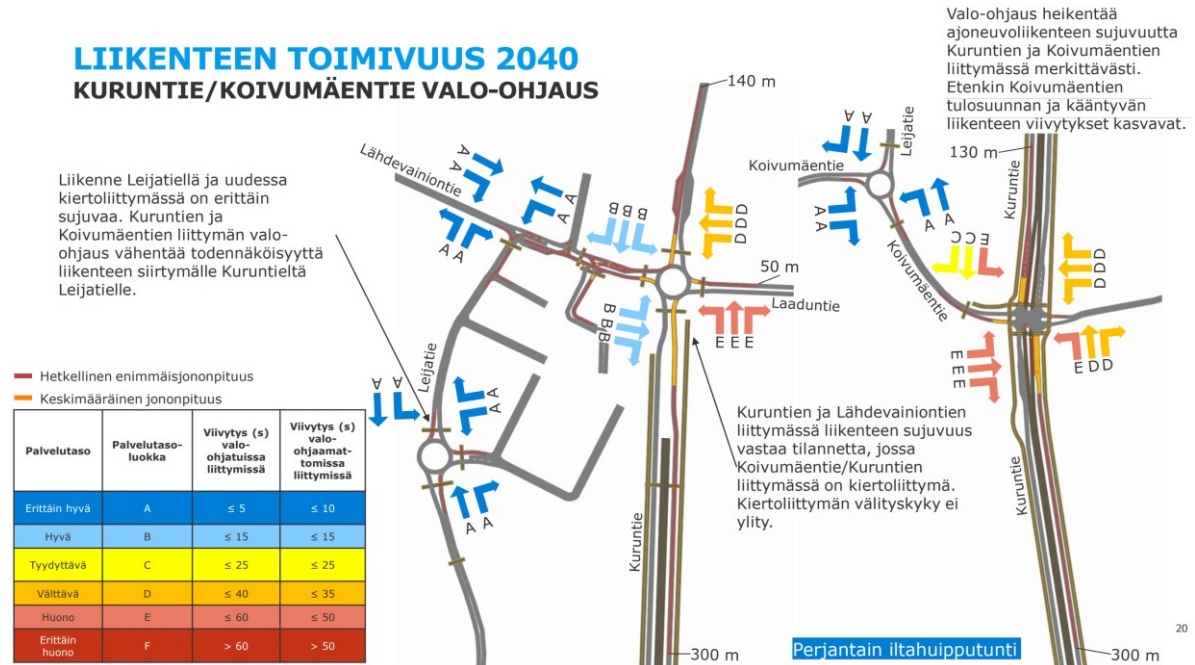 LIIKENTEEN TOIMIVUUS 2040
KURUNTIE/KOIVUMÄENTIE VALO-OHJAUS
Valo-ohjaus heikentää
ajoneuvoliikenteen sujuvuutta
Kuruntien ja Koivumäentien
liittymässä merkittävästi.
Etenkin Koivumäentien
tulosuunnan ja kääntyvän
liikenteen viivytykset kasvavat.
Liikenne Leijatiellä ja uudessa
kiertoliittymässä on erittäin
sujuvaa. Kuruntien ja
Koivumäentien liittymän valo-
ohjaus vähentää todennäköisyyttä
liikenteen siirtymälle Kuruntieltä
Leijatielle.
Hetkellinen enimmäisjononpituus
Keskimääräinen jononpituus
Palvelutaso
Palvelutaso-
luokka
Viivytys (s)
valo-
ohjatuissa
liittymissä
Viivytys (s)
valo-
ohjaamat-
tomissa
liittymissä
Erittäin hyvä A ≤ 5 ≤ 10
Hyvä B ≤ 15 ≤ 15
Tyydyttävä C ≤ 25 ≤ 25
Välttävä D ≤ 40 ≤ 35
Huono E ≤ 60 ≤ 50
Erittäin
huono F > 60 > 50
140 m
Lähdevainiontie
A A
A A
A A
B B B
D D D
50 m
Laaduntie
B B B
E E E
Leijatie
A A
A A
A A
Kuruntie
300 m
Kuruntien ja Lähdevainiontien
liittymässä liikenteen sujuvuus
vastaa tilannetta, jossa
Koivumäentie/Kuruntien
liittymässä on kiertoliittymä.
Kiertoliittymän välityskyky ei
ylity.
A A
Leijatie
Koivumäentie
130 m
Kuruntie
A A
A A
Koivumäentie
C C E
D D D
E E E
E D D
Kuruntie
300 m
Perjantain iltahuipputunti
20